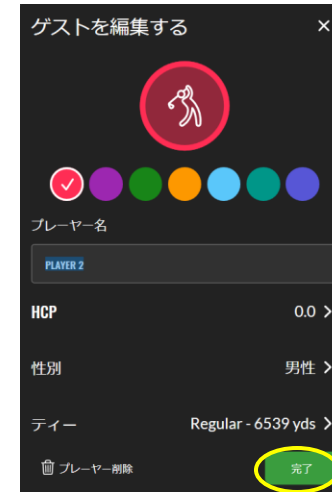 ゲストを編集する ×
プレーヤー名
PLAYER 2
HCP 0.0 >
性別 男性 >
ティー Regular - 6539 yds >
プレーヤー削除 完了